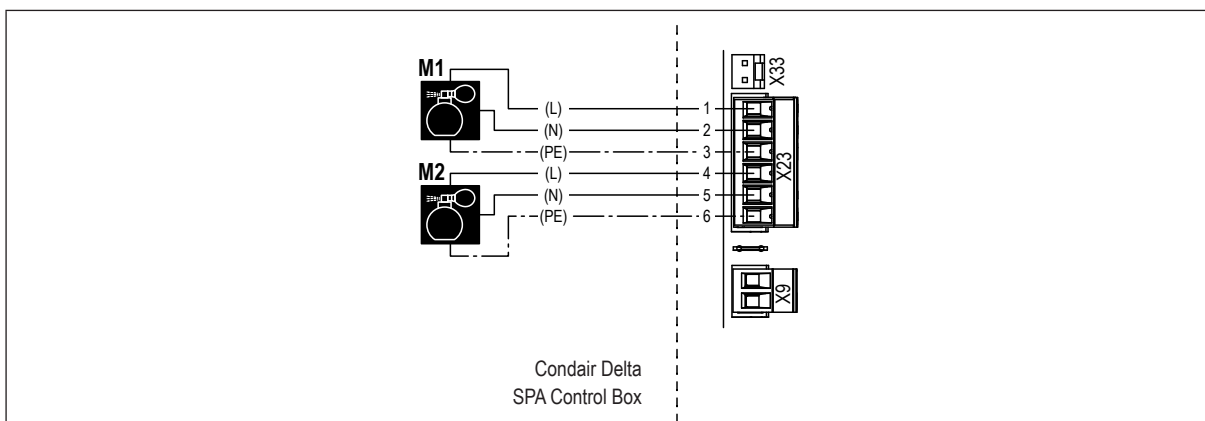 M1
X33
(L) 1
(N) 2
(PE) 3
M2
(L) 4
X23
(N) 5
(PE) 6
X9
Condair Delta
SPA Control Box